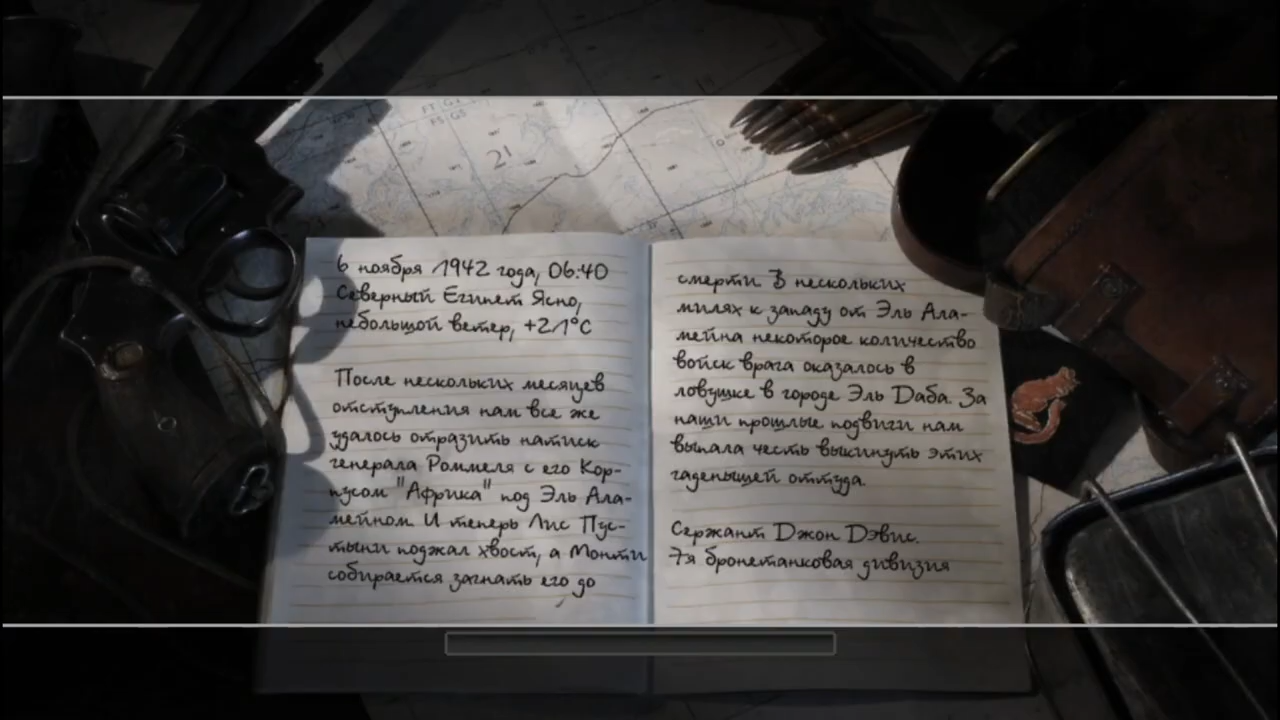 6 ноября 1942 года, 06:40
Северный Египет Ясно,
небольшой ветер, +21°C
После нескольких месяцев
отступления нам все же
удалось отразить натиск
генерала Роммеля с его Кор-
пусом "Африка" под Эль Ала-
мейном. И теперь Лис Пус-
тыни поджал хвост, а Монти
собирается загнать его до
смерти В нескольких
милях к западу от Эль Ала-
мейна некоторое количество
войск врага оказалось в
ловушке в городе Эль Даба. За
наши прошлые подвиги нам
выпала честь выкинуть этих
гаденышей оттуда.
Сержант Джон Дэвис.
7я бронетанковая дивизия
21